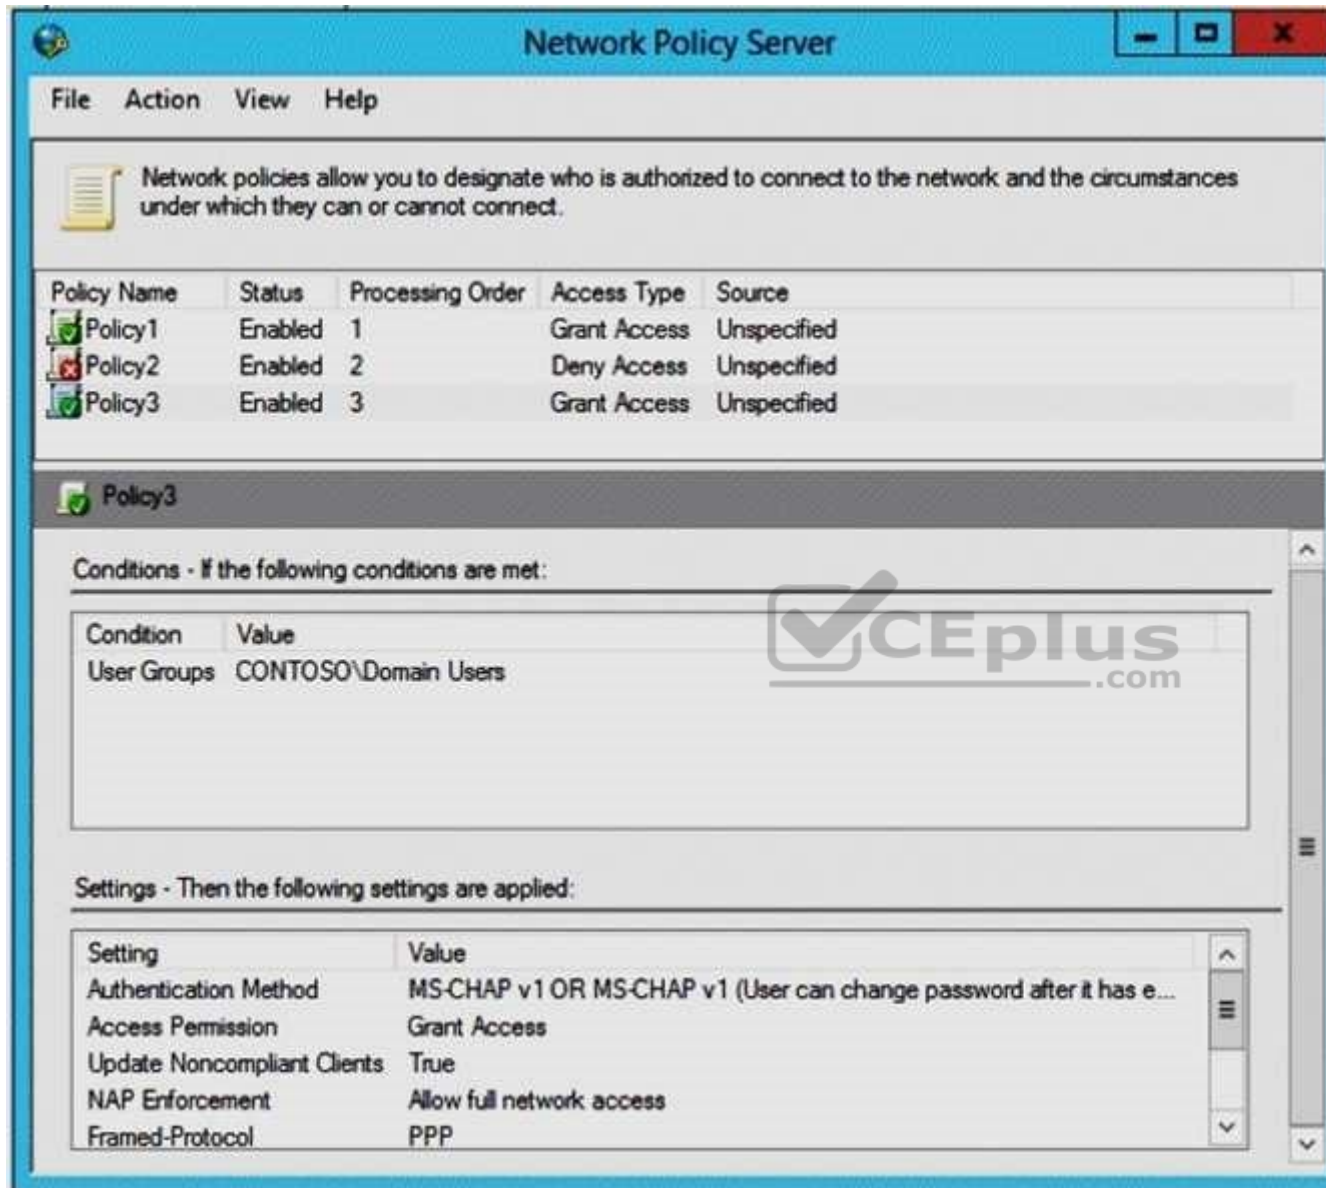 Network Policy Server
File Action View Help
Network policies allow you to designate who is authorized to connect to the network and the circumstances
under which they can or cannot connect.
Policy Name Status Processing Order Access Type Source
Policy1 Enabled 1 Grant Access Unspecified
Policy2 Enabled 2 Deny Access Unspecified
Policy3 Enabled 3 Grant Access Unspecified
Policy3
Conditions - If the following conditions are met:
Condition Value
User Groups CONTOSO\Domain Users
CEplus
.com
Settings - Then the following settings are applied:
Setting Value
Authentication Method MS-CHAP v1 OR MS-CHAP v1 (User can change password after it has e...
Access Permission Grant Access
Update Noncompliant Clients True
NAP Enforcement Allow full network access
Framed-Protocol PPP